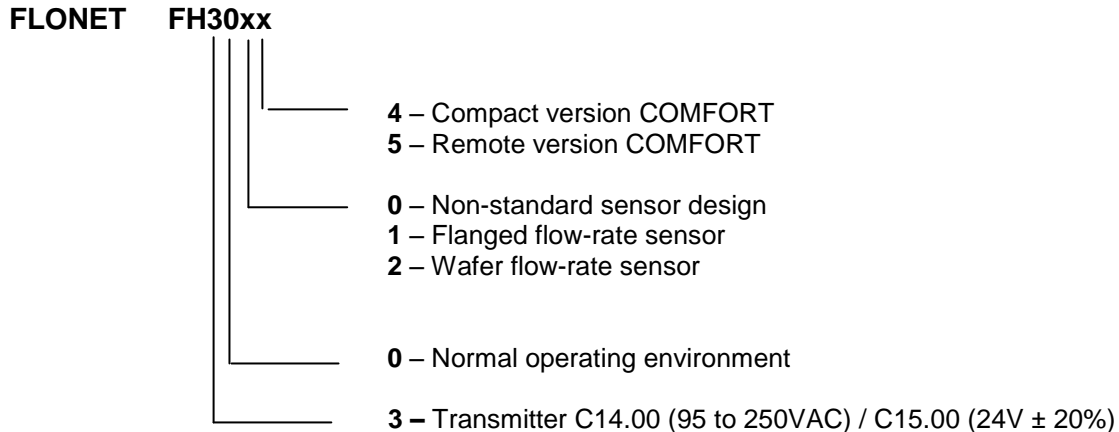 FLONET FH30xx
4 – Compact version COMFORT
5 – Remote version COMFORT
0 – Non-standard sensor design
1 – Flanged flow-rate sensor
2 – Wafer flow-rate sensor
0 – Normal operating environment
3 – Transmitter C14.00 (95 to 250VAC) / C15.00 (24V ± 20%)